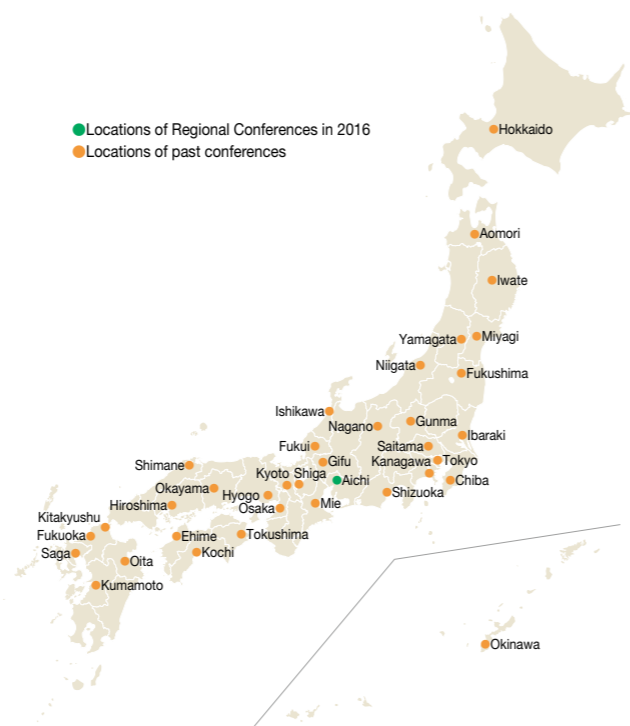 Locations of Regional Conferences in 2016
Locations of past conferences
Hokkaido
Aomori
Iwate
Yamagata
Miyagi
Niigata
Fukushima
Ishikawa
Nagano
Gunma
Ibaraki
Fukui
Saitama
Gifu
Kanagawa
Tokyo
Shimane
Kyoto
Shiga
Aichi
Chiba
Okayama
Hyogo
Shizuoka
Hiroshima
Osaka
Mie
Kitakyushu
Fukuoka
Ehime
Tokushima
Saga
Kochi
Oita
Kumamoto
Okinawa